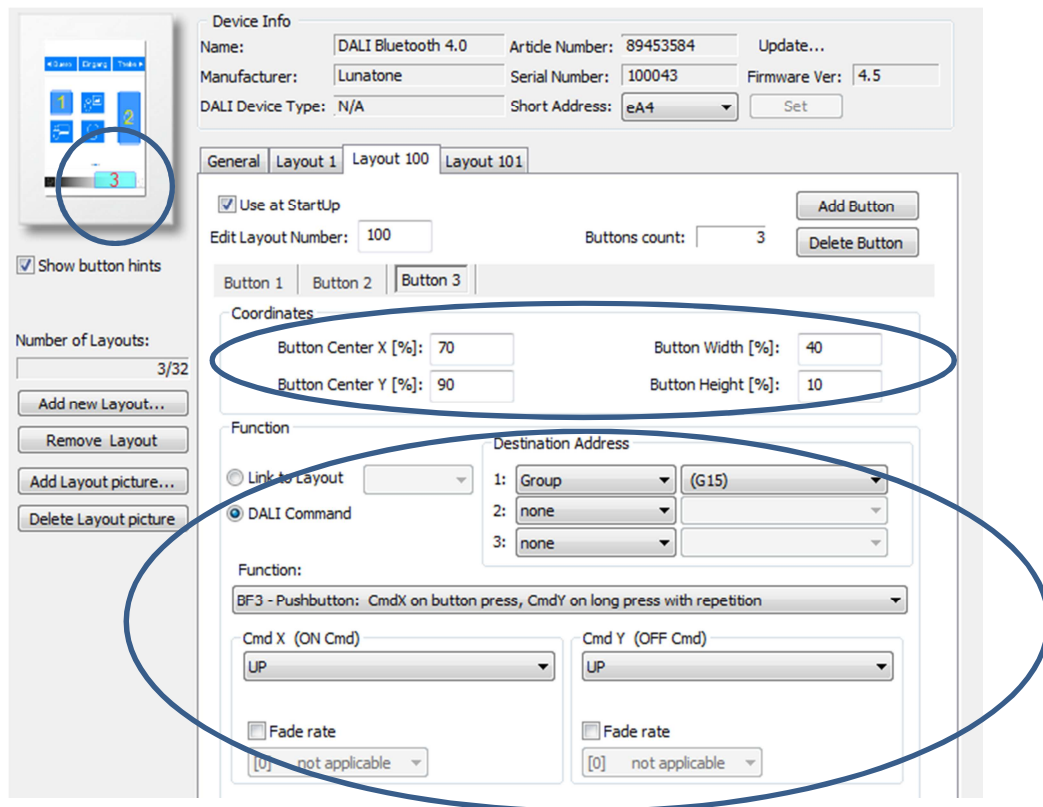 Device Info
Name: DALI Bluetooth 4.0 Article Number: 89453584 Update...
Manufacturer: Lunatone Serial Number: 100043 Firmware Ver: 4.5
DALI Device Type: N/A Short Address: eA4 Set
1
2
3
General Layout 1 Layout 100 Layout 101
Use at StartUp Add Button
Edit Layout Number: 100 Buttons count: 3 Delete Button
Show button hints
Button 1 Button 2 Button 3
Coordinates
Number of Layouts:
3/32
Button Center X [%]: 70 Button Width [%]: 40
Button Center Y [%]: 90 Button Height [%]: 10
Add new Layout...
Remove Layout
Add Layout picture...
Delete Layout picture
Function
Destination Address
Link to Layout 1: Group (G15)
DALI Command 2: none
3: none
Function:
BF3 - Pushbutton: CmdX on button press, CmdY on long press with repetition
Cmd X (ON Cmd) Cmd Y (OFF Cmd)
UP UP
Fade rate Fade rate
[0] not applicable [0] not applicable